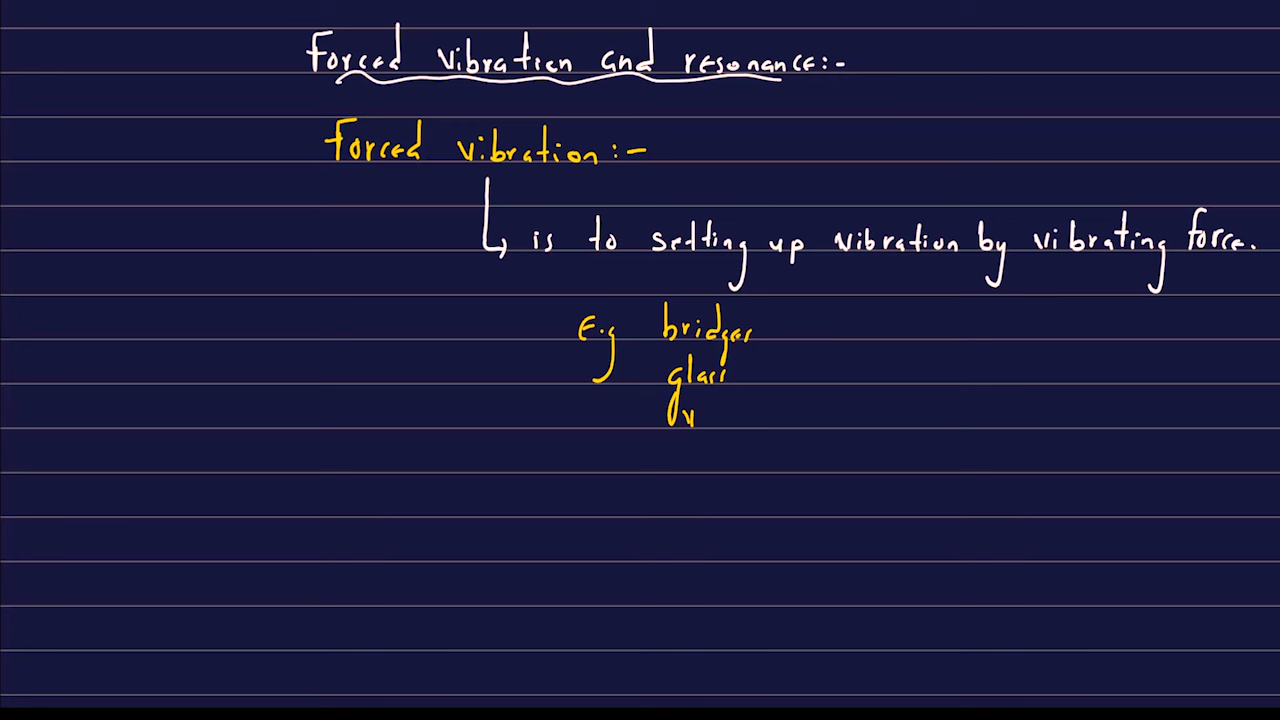 Forced vibration and resonance:-
Forced vibration:-
is to setting up vibration by vibrating force.
E.g bridges
glass
v